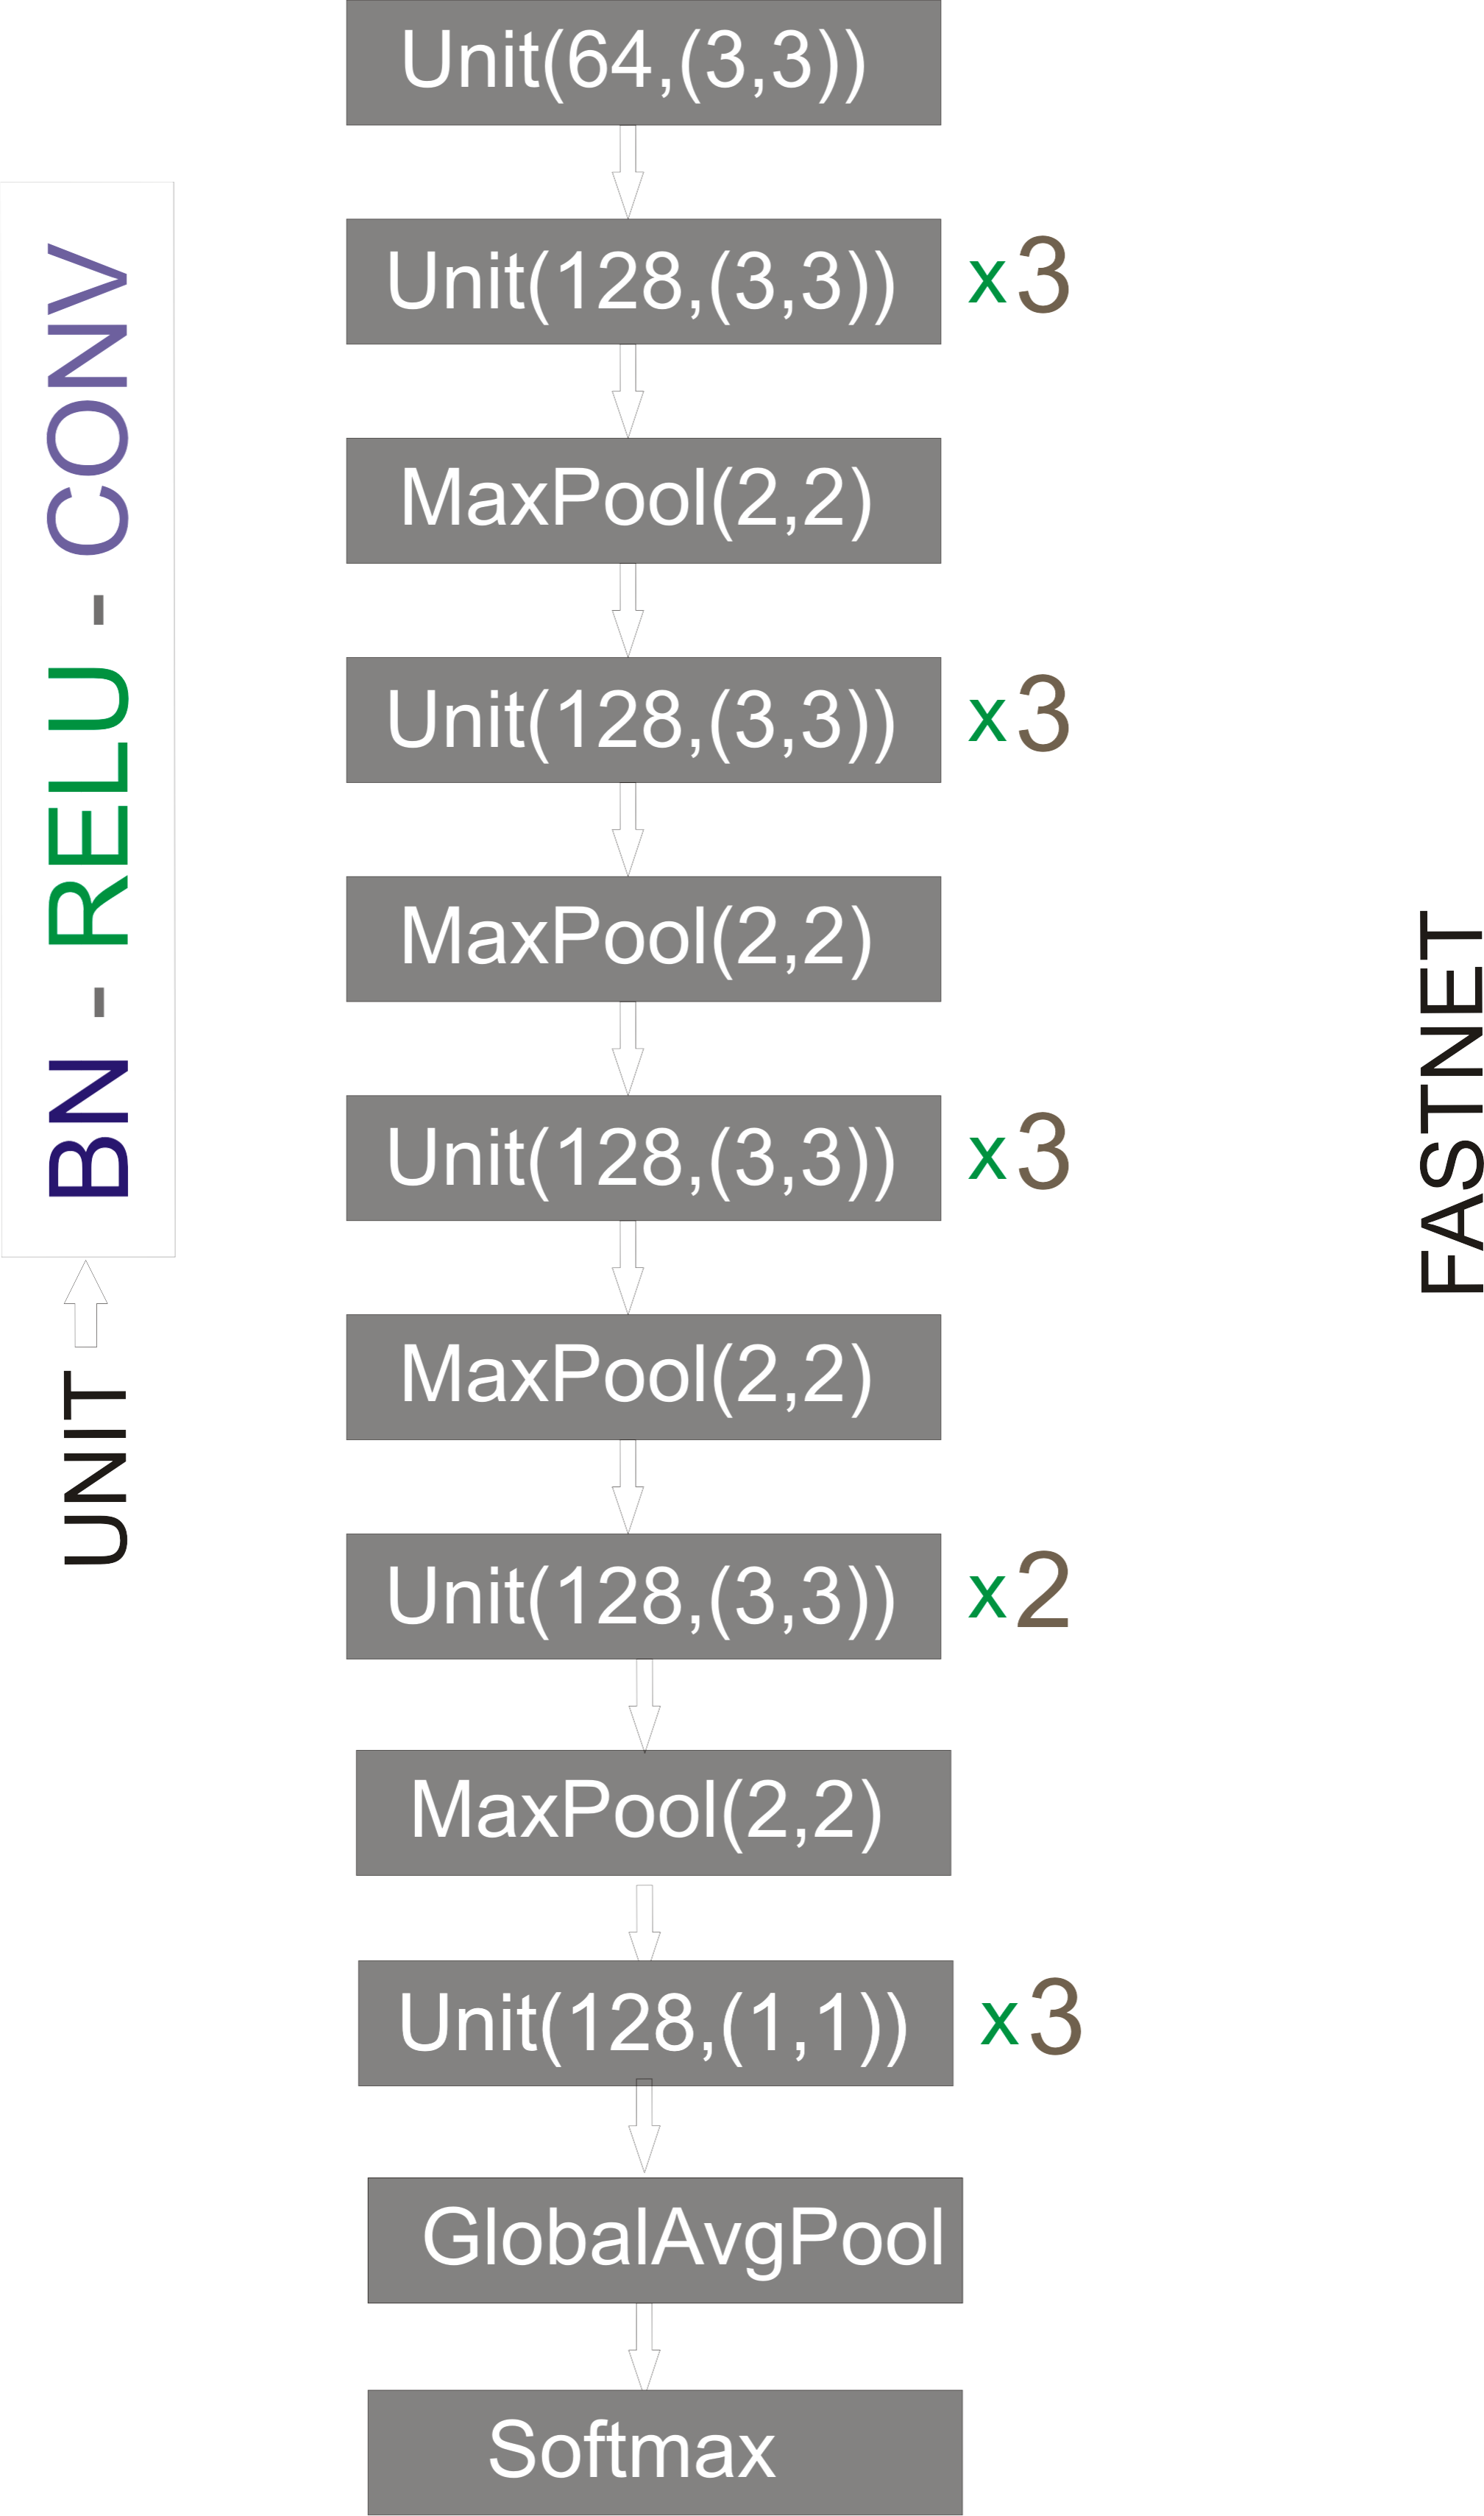 Unit(64,(3,3))
Unit(128,(3,3)) x3
MaxPool(2,2)
Unit(128,(3,3)) x3
MaxPool(2,2)
Unit(128,(3,3)) x3
MaxPool(2,2)
Unit(128,(3,3)) x2
MaxPool(2,2)
Unit(128,(1,1)) x3
GlobalAvgPool
Softmax
BN - RELU - CONV
UNIT
FASTNET